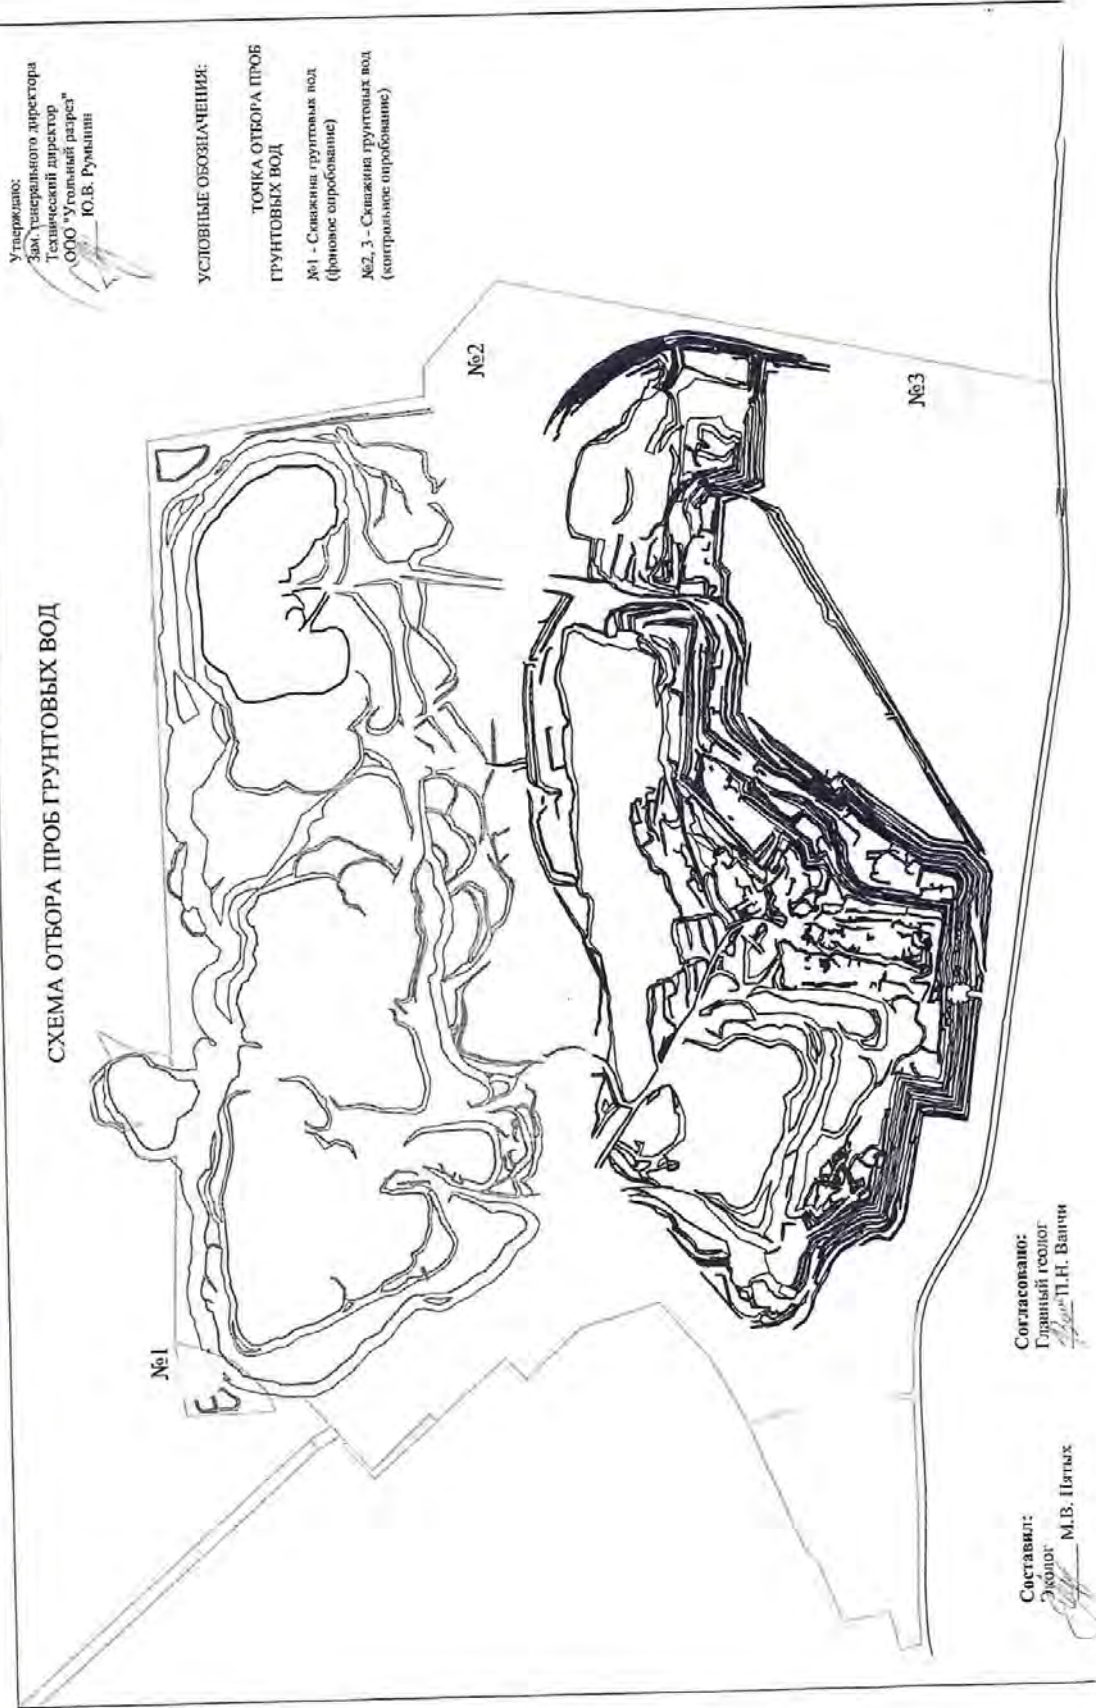 СХЕМА ОТБОРА ПРОБ ГРУНТОВЫХ ВОД
Утверждаю:
Зам. генерального директора
Технический директор
ООО "Угольный разрез"
Ю.В. Румынин
УСЛОВНЫЕ ОБОЗНАЧЕНИЯ:
ТОЧКА ОТБОРА ПРОБ
ГРУНТОВЫХ ВОД
№1 - Скважина грунтовых вод
(фоновое опробование)
№2, 3 - Скважина грунтовых вод
(контрольное опробование)
№1
№2
№3
Составил:
Эколог
М.В. Пятых
Согласовано:
Главный геолог
П.Н. Ванчи